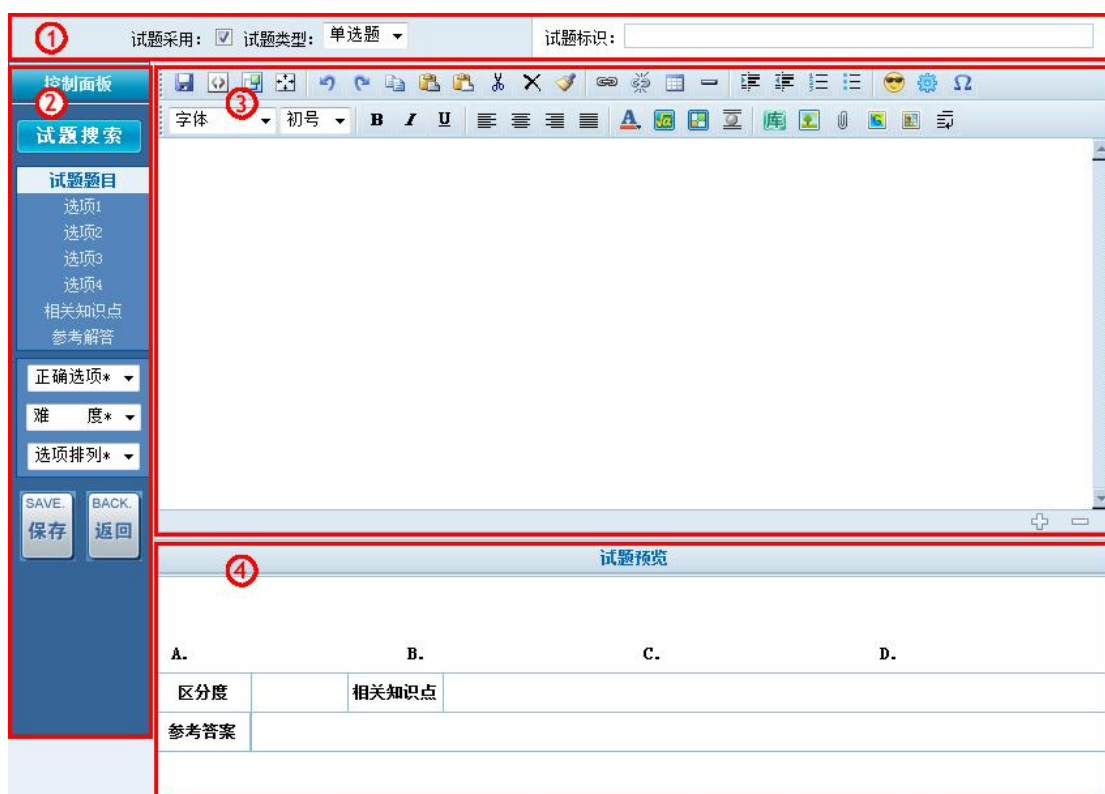 ① 试题采用： 试题类型： 单选题 试题标识：
控制面板
②
试题搜索
试题题目
选项1
选项2
选项3
选项4
相关知识点
参考解答
正确选项*
难 度*
选项排列*
SAVE. BACK.
保存 返回
③
字体 初号 B I U A √α 库
试题预览
④
A. B. C. D.
区分度 相关知识点
参考答案